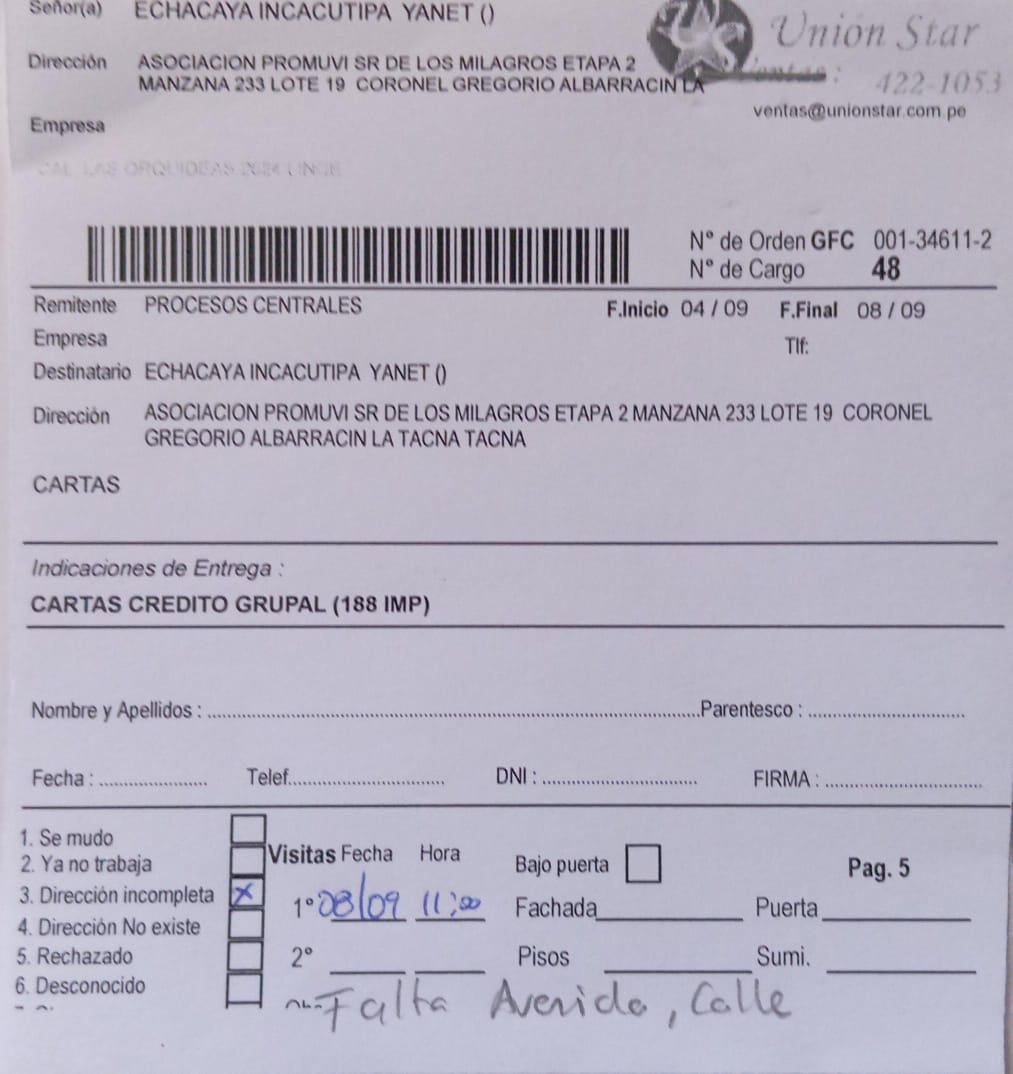 Señor(a) ECHACAYA INCACUTIPA YANET ()
Unión Star
Dirección ASOCIACION PROMUVI SR DE LOS MILAGROS ETAPA 2
MANZANA 233 LOTE 19 CORONEL GREGORIO ALBARRACIN LA
Ventas: 422-1053
ventas@unionstar.com.pe
Empresa
CAL. LAS ORQUIDEAS
N° de Orden GFC 001-34611-2
N° de Cargo 48
Remitente PROCESOS CENTRALES F.Inicio 04 / 09 F.Final 08 / 09
Empresa Tlf:
Destinatario ECHACAYA INCACUTIPA YANET ()
Dirección ASOCIACION PROMUVI SR DE LOS MILAGROS ETAPA 2 MANZANA 233 LOTE 19 CORONEL
GREGORIO ALBARRACIN LA TACNA TACNA
CARTAS
Indicaciones de Entrega :
CARTAS CREDITO GRUPAL (188 IMP)
Nombre y Apellidos : Parentesco :
Fecha : Telef. DNI : FIRMA :
1. Se mudo
2. Ya no trabaja Visitas Fecha Hora Bajo puerta Pag. 5
3. Dirección incompleta X 1° 08/09 11:00 Fachada Puerta
4. Dirección No existe
5. Rechazado 2° Pisos Sumi.
6. Desconocido
Falta Avenida, Calle